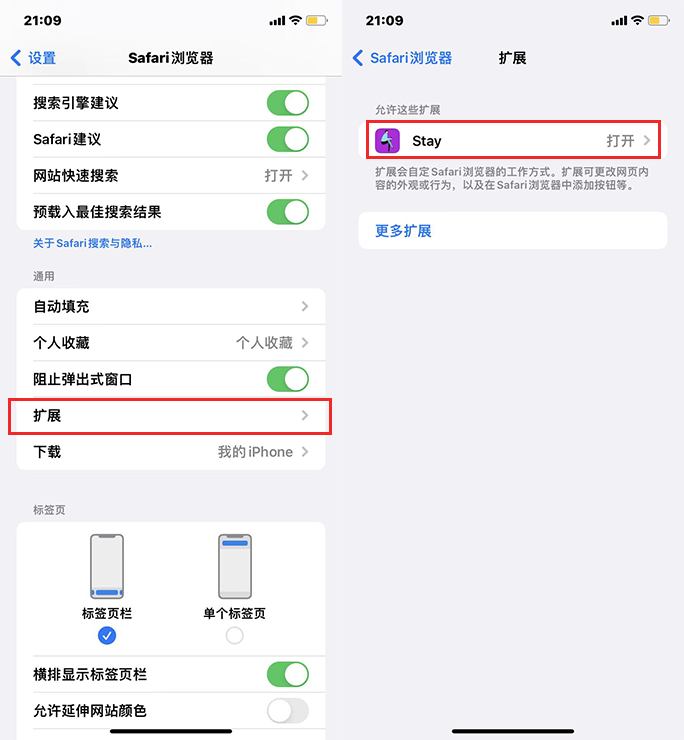 21:09
设置
Safari浏览器
搜索引擎建议
Safari建议
网站快速搜索 打开
预载入最佳搜索结果
关于Safari搜索与隐私...
通用
自动填充
个人收藏 个人收藏
阻止弹出式窗口
扩展
下载 我的iPhone
标签页
标签页栏 单个标签页
横排显示标签页栏
允许延伸网站颜色
21:09
Safari浏览器 扩展
允许这些扩展
Stay 打开
扩展会自定Safari浏览器的工作方式。扩展可更改网页内
容的外观或行为，以及在Safari浏览器中添加按钮等。
更多扩展